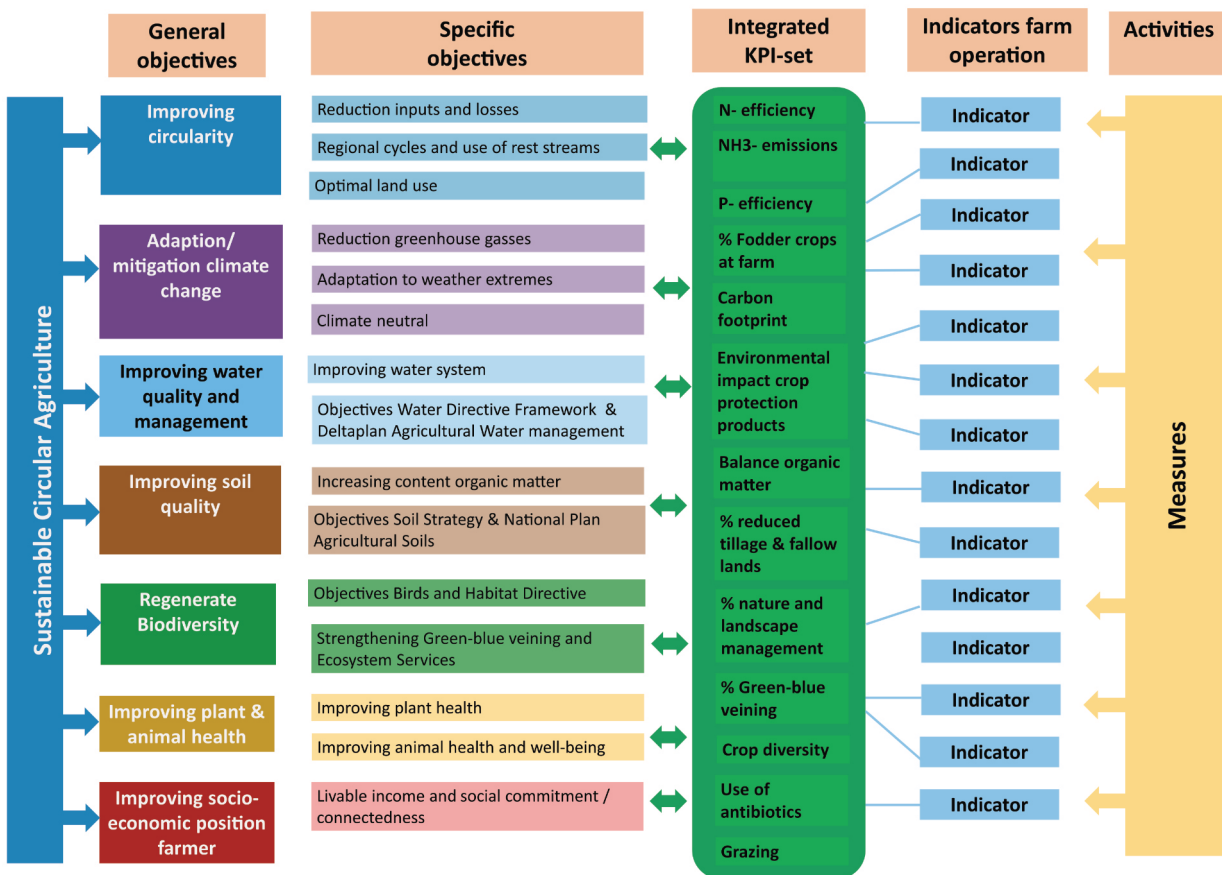 General
objectives
Specific
objectives
Integrated
KPI-set
Indicators farm
operation
Activities
Sustainable Circular Agriculture
Improving
circularity
Adaption/
mitigation climate
change
Improving water
quality and
management
Improving soil
quality
Regenerate
Biodiversity
Improving plant &
animal health
Improving socio-
economic position
farmer
Reduction inputs and losses
Regional cycles and use of rest streams
Optimal land use
Reduction greenhouse gasses
Adaptation to weather extremes
Climate neutral
Improving water system
Objectives Water Directive Framework &
Deltaplan Agricultural Water management
Increasing content organic matter
Objectives Soil Strategy & National Plan
Agricultural Soils
Objectives Birds and Habitat Directive
Strengthening Green-blue veining and
Ecosystem Services
Improving plant health
Improving animal health and well-being
Livable income and social commitment /
connectedness
N- efficiency
NH3- emissions
P- efficiency
% Fodder crops
at farm
Carbon
footprint
Environmental
impact crop
protection
products
Balance organic
matter
% reduced
tillage & fallow
lands
% nature and
landscape
management
% Green-blue
veining
Crop diversity
Use of
antibiotics
Grazing
Indicator
Indicator
Indicator
Indicator
Indicator
Indicator
Indicator
Indicator
Indicator
Indicator
Indicator
Indicator
Indicator
Indicator
Measures